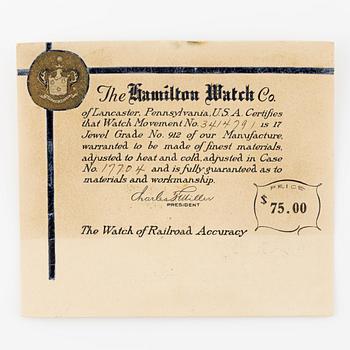 The Hamilton Watch Co.
of Lancaster, Pennsylvania, U.S.A. Certifies
that Watch Movement No. 3414791 is 17
Jewel Grade No. 912 of our Manufacture,
warranted to be made of finest materials,
adjusted to heat and cold, adjusted in Case
No. 17704 and is fully guaranteed as to
materials and workmanship.
Charles F. Miller
PRESIDENT
PRICE
$ 75.00
The Watch of Railroad Accuracy